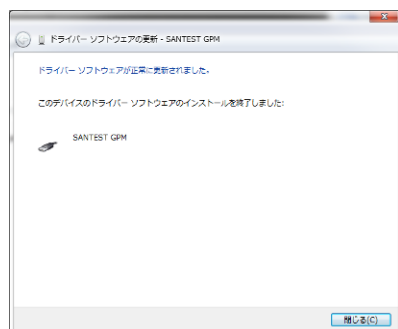 ドライバー ソフトウェアの更新 - SANTEST GPM
ドライバー ソフトウェアが正常に更新されました。
このデバイスのドライバー ソフトウェアのインストールを終了しました:
SANTEST GPM
閉じる(C)